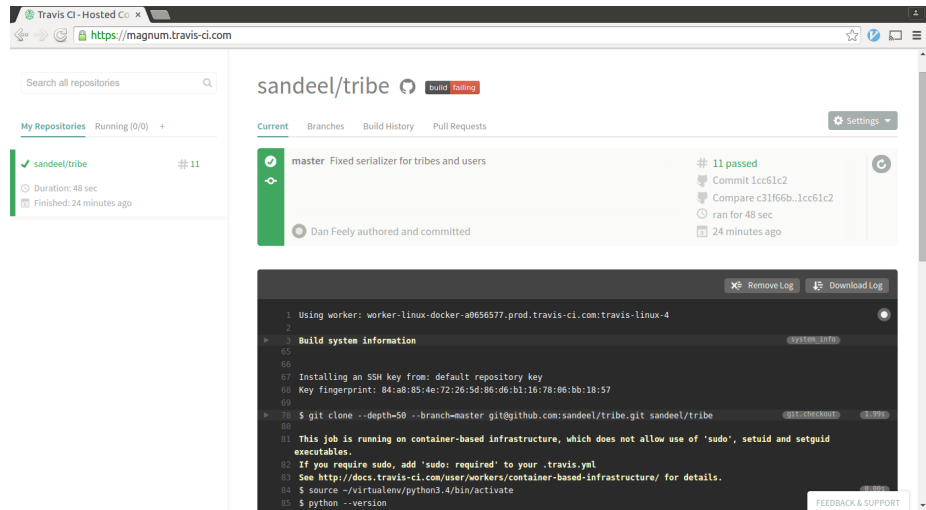 Travis CI - Hosted Co
https://magnum.travis-ci.com
Search all repositories
My Repositories Running (0/0) +
sandeel/tribe # 11
Duration: 48 sec
Finished: 24 minutes ago
sandeel/tribe build failing
Current Branches Build History Pull Requests
Settings
master Fixed serializer for tribes and users
# 11 passed
Commit 1cc61c2
Compare c31f66b..1cc61c2
ran for 48 sec
24 minutes ago
Dan Feely authored and committed
Remove Log Download Log
1 Using worker: worker-linux-docker-a0656577.prod.travis-ci.com:travis-linux-4
2
3 Build system information system_info
65
66
67 Installing an SSH key from: default repository key
68 Key fingerprint: 84:a8:85:4e:72:26:5d:86:d6:b1:16:78:06:bb:18:57
69
70 $ git clone --depth=50 --branch=master git@github.com:sandeel/tribe.git sandeel/tribe git.checkout 1.99s
80
81 This job is running on container-based infrastructure, which does not allow use of 'sudo', setuid and setguid
executables.
82 If you require sudo, add 'sudo: required' to your .travis.yml
83 See http://docs.travis-ci.com/user/workers/container-based-infrastructure/ for details.
84 $ source ~/virtualenv/python3.4/bin/activate 0.00s
85 $ python --version
FEEDBACK & SUPPORT